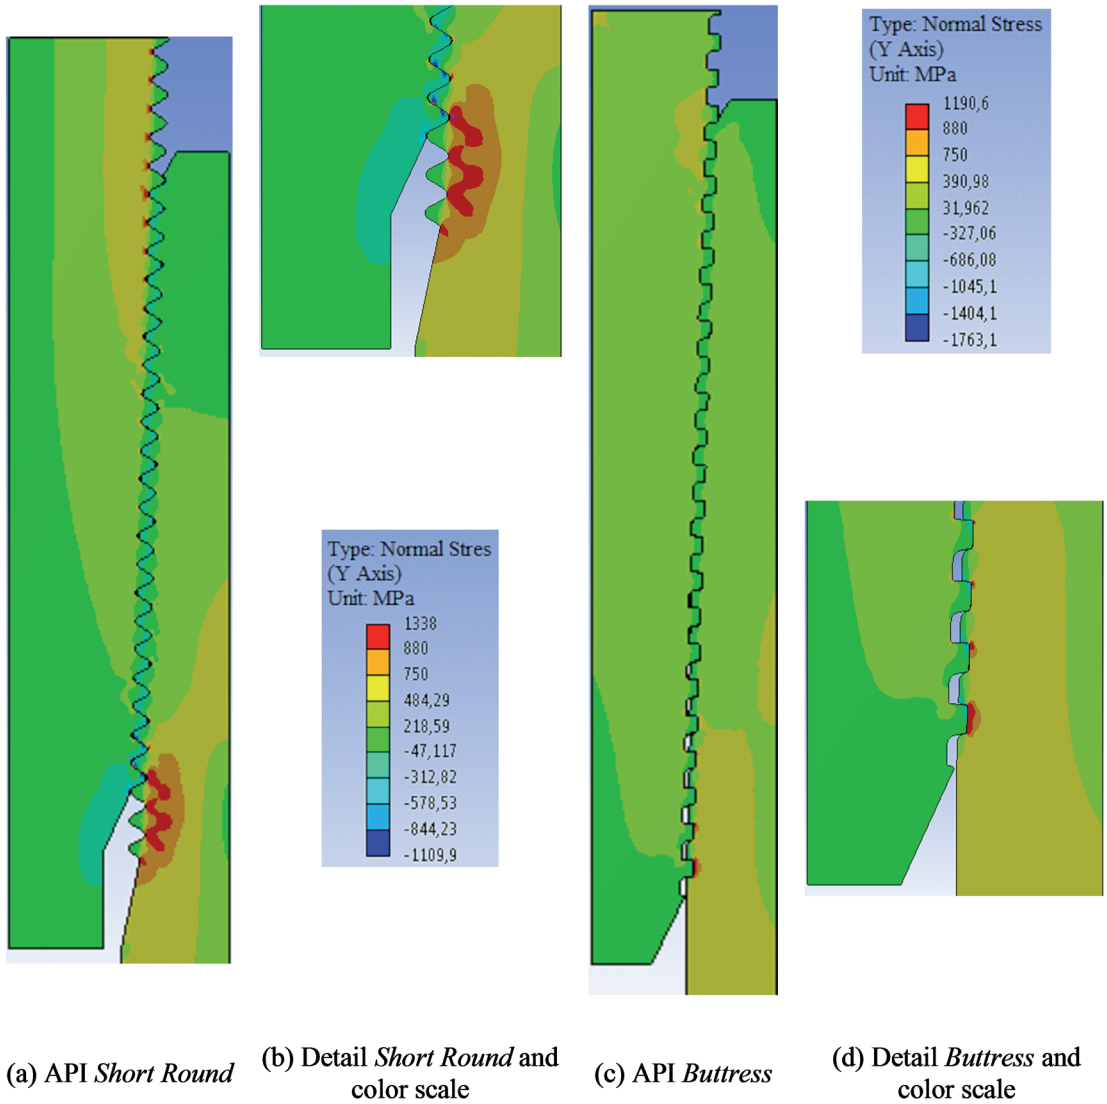 Type: Normal Stress
(Y Axis)
Unit: MPa
1190,6
880
750
390,98
31,962
-327,06
-686,08
-1045,1
-1404,1
-1763,1
Type: Normal Stres
(Y Axis)
Unit: MPa
1338
880
750
484,29
218,59
-47,117
-312,82
-578,53
-844,23
-1109,9
(a) API Short Round
(b) Detail Short Round and
color scale
(c) API Buttress
(d) Detail Buttress and
color scale